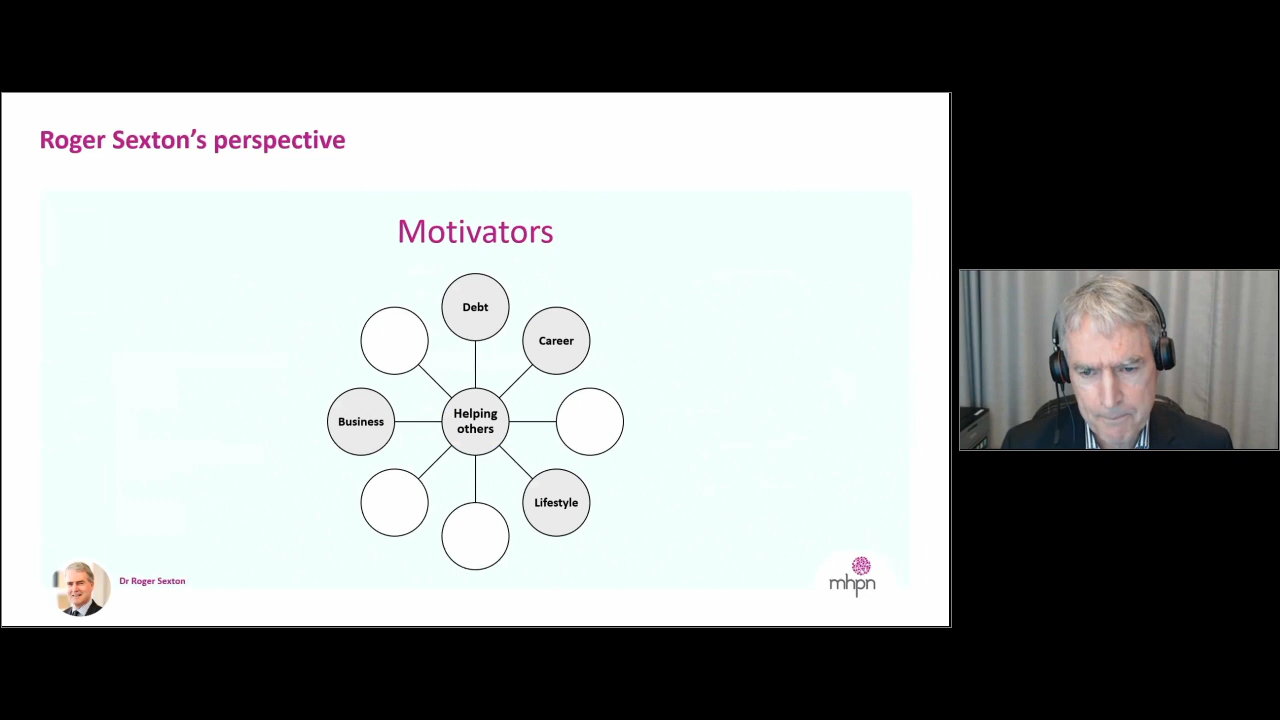 Roger Sexton’s perspective
Motivators
Debt
Career
Business
Helping
others
Lifestyle
Dr Roger Sexton
mhpn